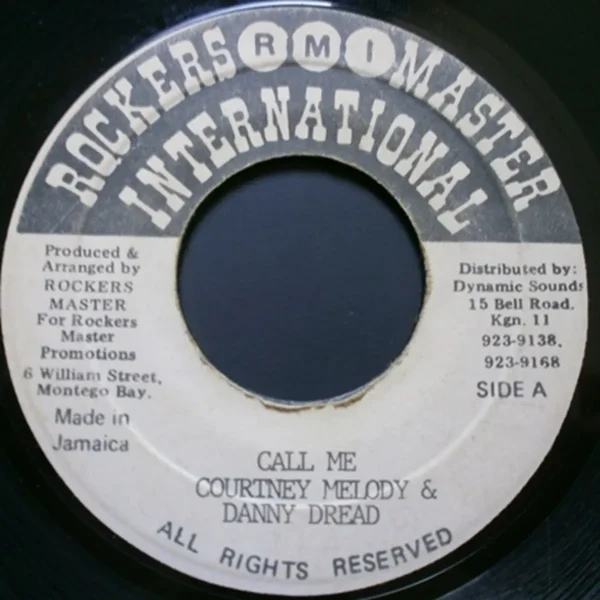 ROCKERS R M I MASTER
INTERNATIONAL
Produced &
Arranged by
ROCKERS
MASTER
For Rockers
Master
Promotions
6 William Street,
Montego Bay.
Made in
Jamaica
Distributed by:
Dynamic Sounds
15 Bell Road.
Kgn. 11
923-9138,
923-9168
SIDE A
CALL ME
COURTNEY MELODY &
DANNY DREAD
ALL RIGHTS RESERVED